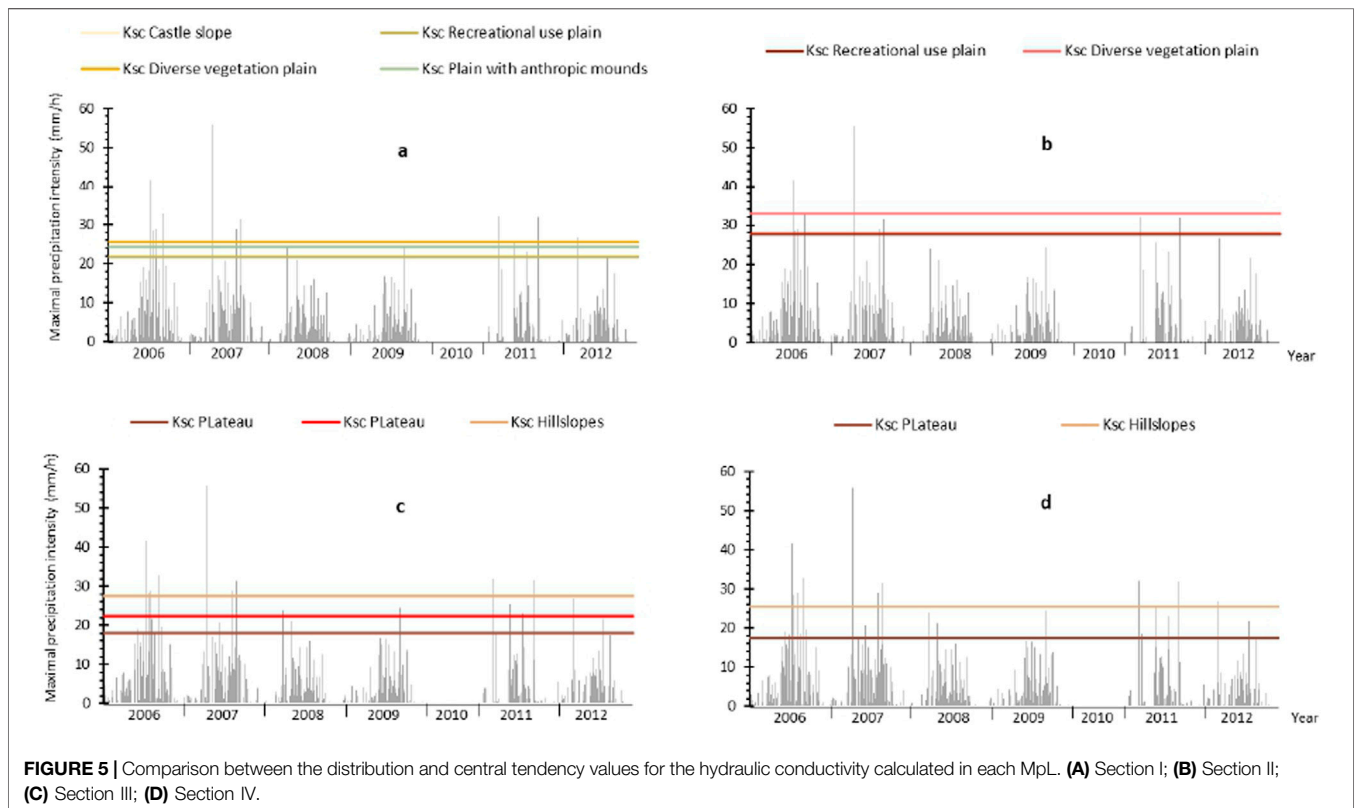 Ksc Castle slope
Ksc Recreational use plain
Ksc Diverse vegetation plain
Ksc Plain with anthropic mounds
Maximal precipitation intensity (mm/h)
60
50
40
30
20
10
0
a
2006 2007 2008 2009 2010 2011 2012
Ksc Recreational use plain
Ksc Diverse vegetation plain
60
50
40
30
20
10
0
b
2006 2007 2008 2009 2010 2011 2012 Year
Ksc PLateau
Ksc PLateau
Ksc Hillslopes
Maximal precipitation intensity (mm/h)
60
50
40
30
20
10
0
c
2006 2007 2008 2009 2010 2011 2012
Ksc PLateau
Ksc Hillslopes
60
50
40
30
20
10
0
d
2006 2007 2008 2009 2010 2011 2012 Year
FIGURE 5 | Comparison between the distribution and central tendency values for the hydraulic conductivity calculated in each MpL. (A) Section I; (B) Section II;
(C) Section III; (D) Section IV.